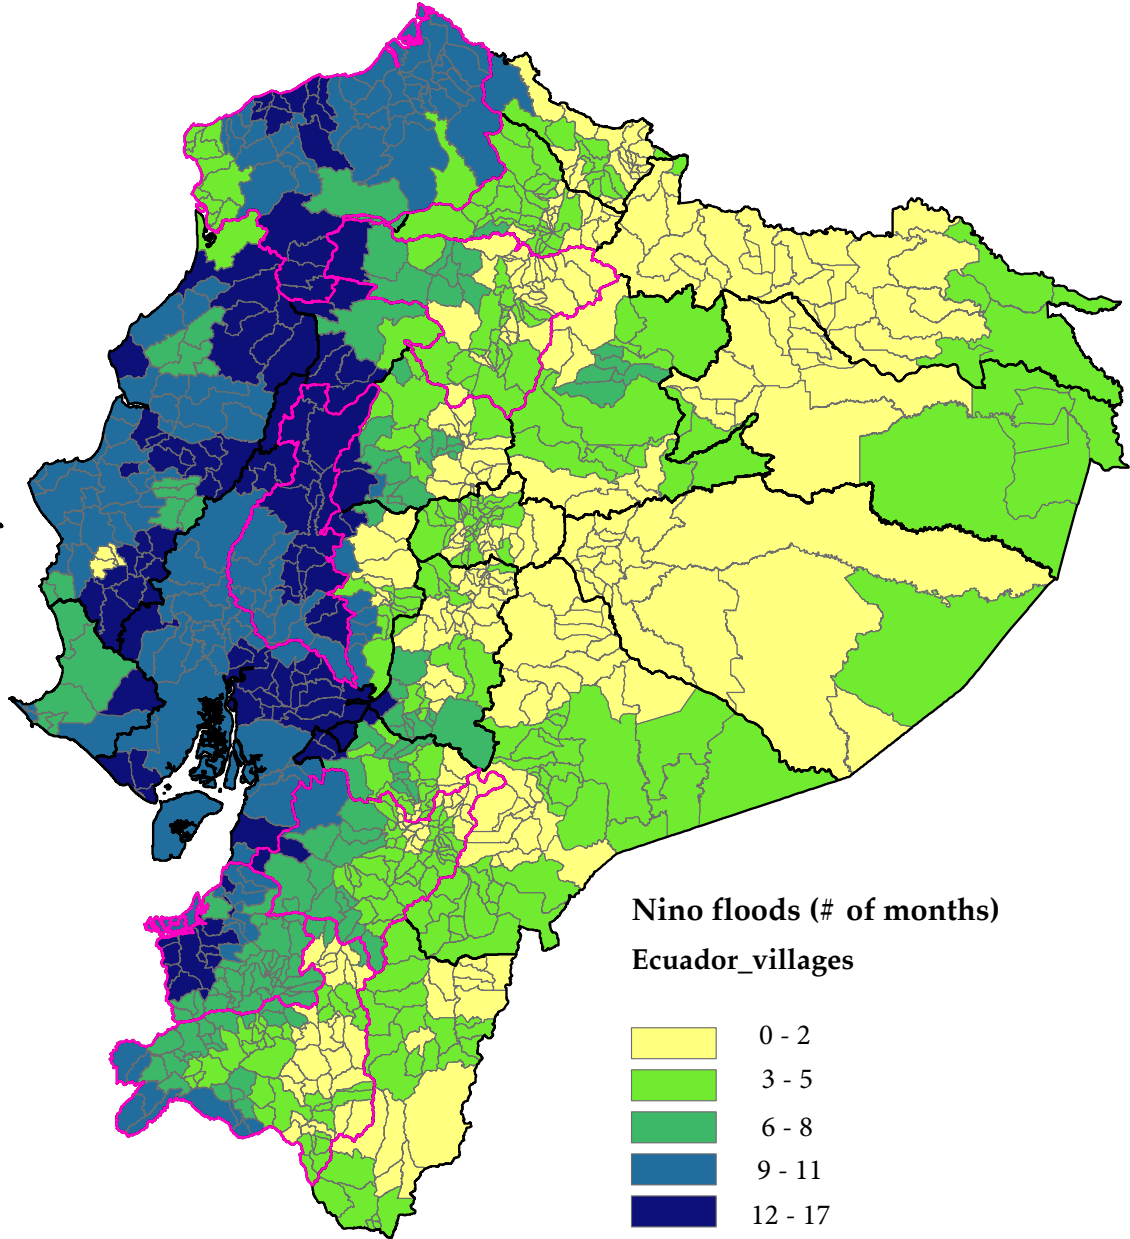 Nino floods (# of months)
Ecuador_villages
0 - 2
3 - 5
6 - 8
9 - 11
12 - 17